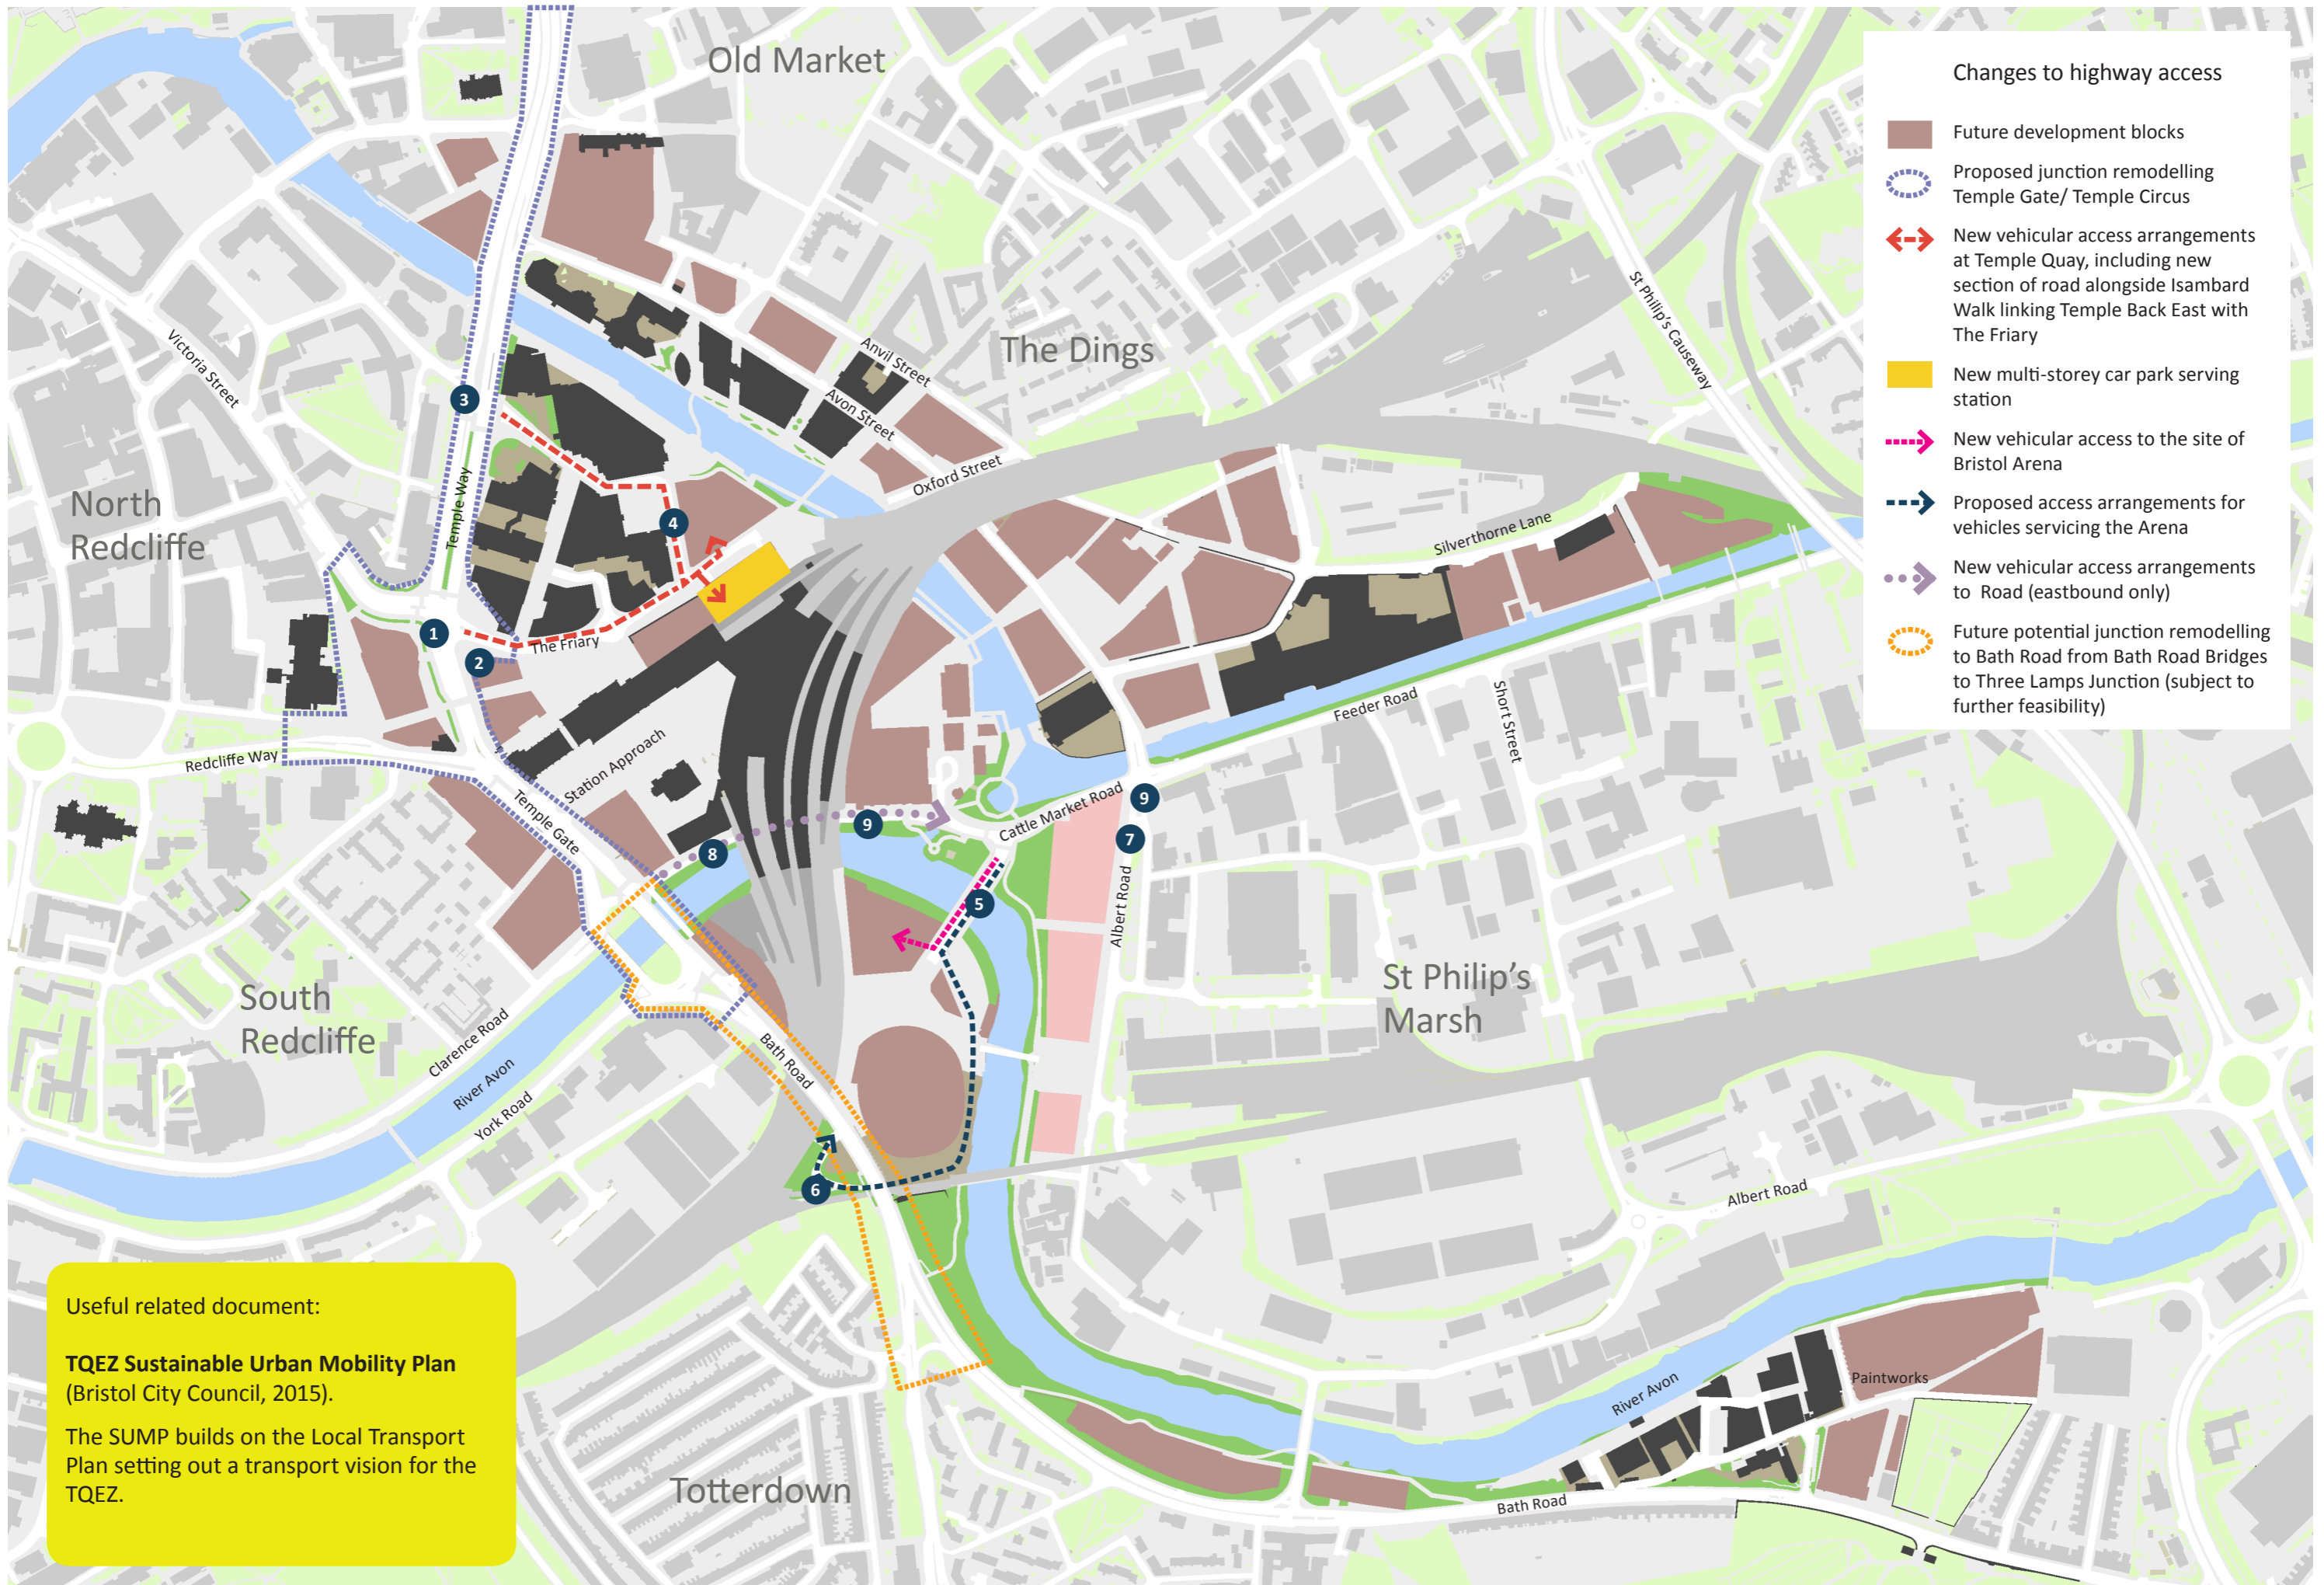 Old Market
Changes to highway access
Future development blocks
Proposed junction remodelling
Temple Gate/ Temple Circus
New vehicular access arrangements
at Temple Quay, including new
section of road alongside Isambard
Walk linking Temple Back East with
The Friary
New multi-storey car park serving
station
New vehicular access to the site of
Bristol Arena
Proposed access arrangements for
vehicles servicing the Arena
New vehicular access arrangements
to  Road (eastbound only)
Future potential junction remodelling
to Bath Road from Bath Road Bridges
to Three Lamps Junction (subject to
further feasibility)
St Philip's Causeway
Victoria Street
The Dings
Anvil Street
Avon Street
3
Oxford Street
Temple Way
North
Redcliffe
4
Silverthorne Lane
1
2
The Friary
Feeder Road
Short Street
Redcliffe Way
Station Approach
Temple Gate
Cattle Market Road
9
9
7
8
5
Albert Road
St Philip's
Marsh
South
Redcliffe
Clarence Road
River Avon
York Road
Bath Road
6
Albert Road
Useful related document:
TQEZ Sustainable Urban Mobility Plan
(Bristol City Council, 2015).
The SUMP builds on the Local Transport
Plan setting out a transport vision for the
TQEZ.
Totterdown
River Avon
Paintworks
Bath Road